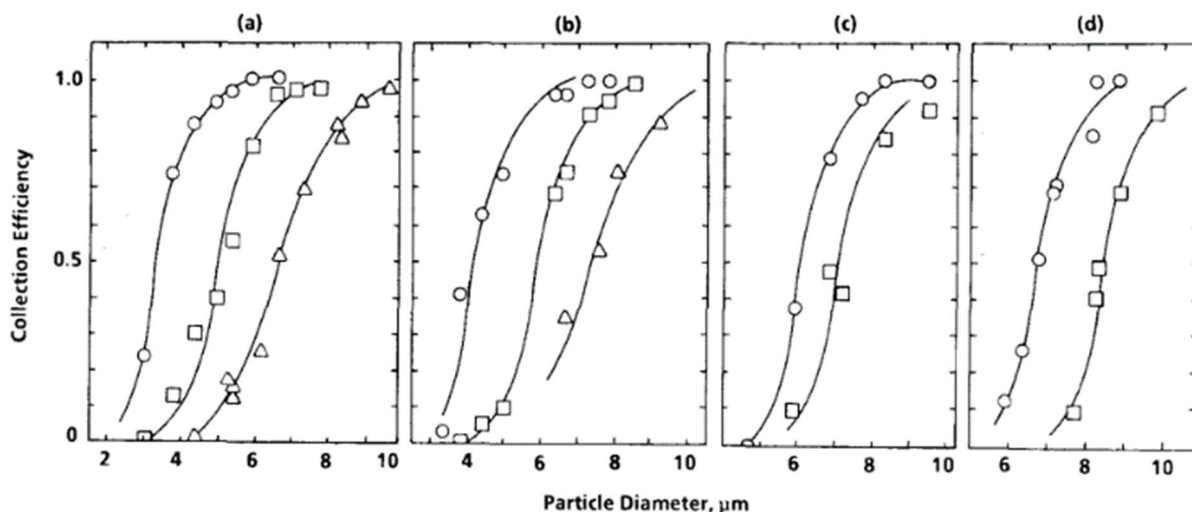 (a) (b) (c) (d)
1.0
0.5
0
Collection Efficiency
2 4 6 8 10 4 6 8 10 6 8 10 6 8 10
Particle Diameter, μm